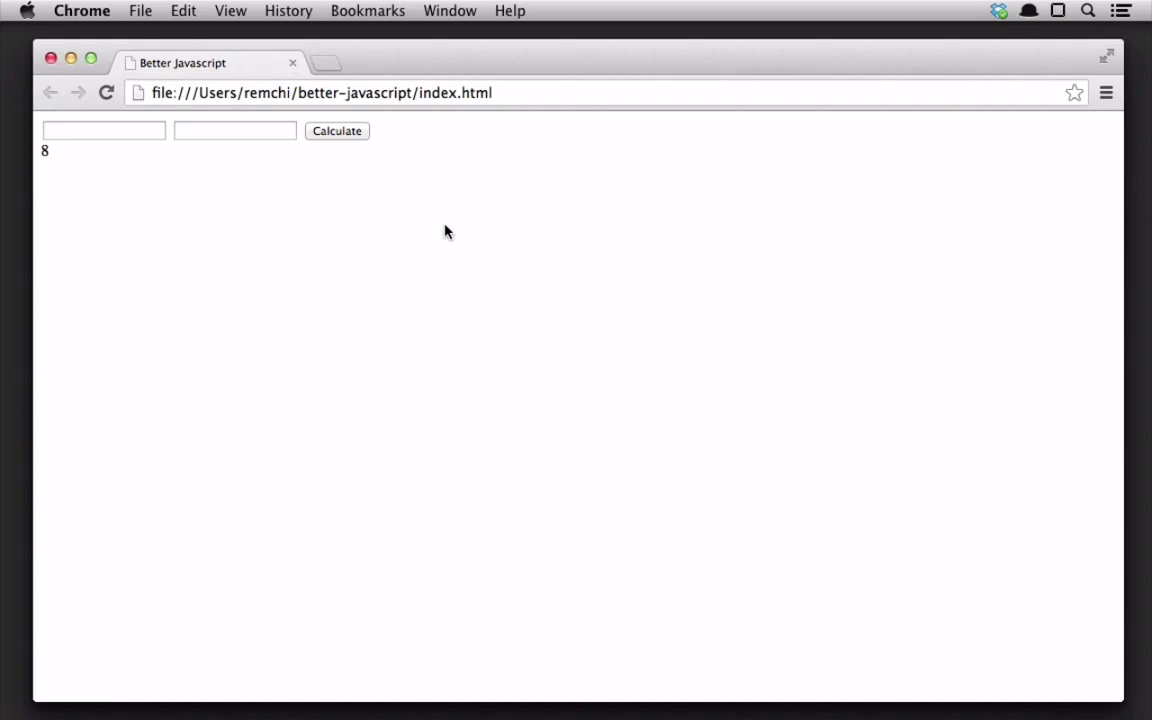 Chrome File Edit View History Bookmarks Window Help
Better Javascript
file:///Users/remchi/better-javascript/index.html
Calculate
8